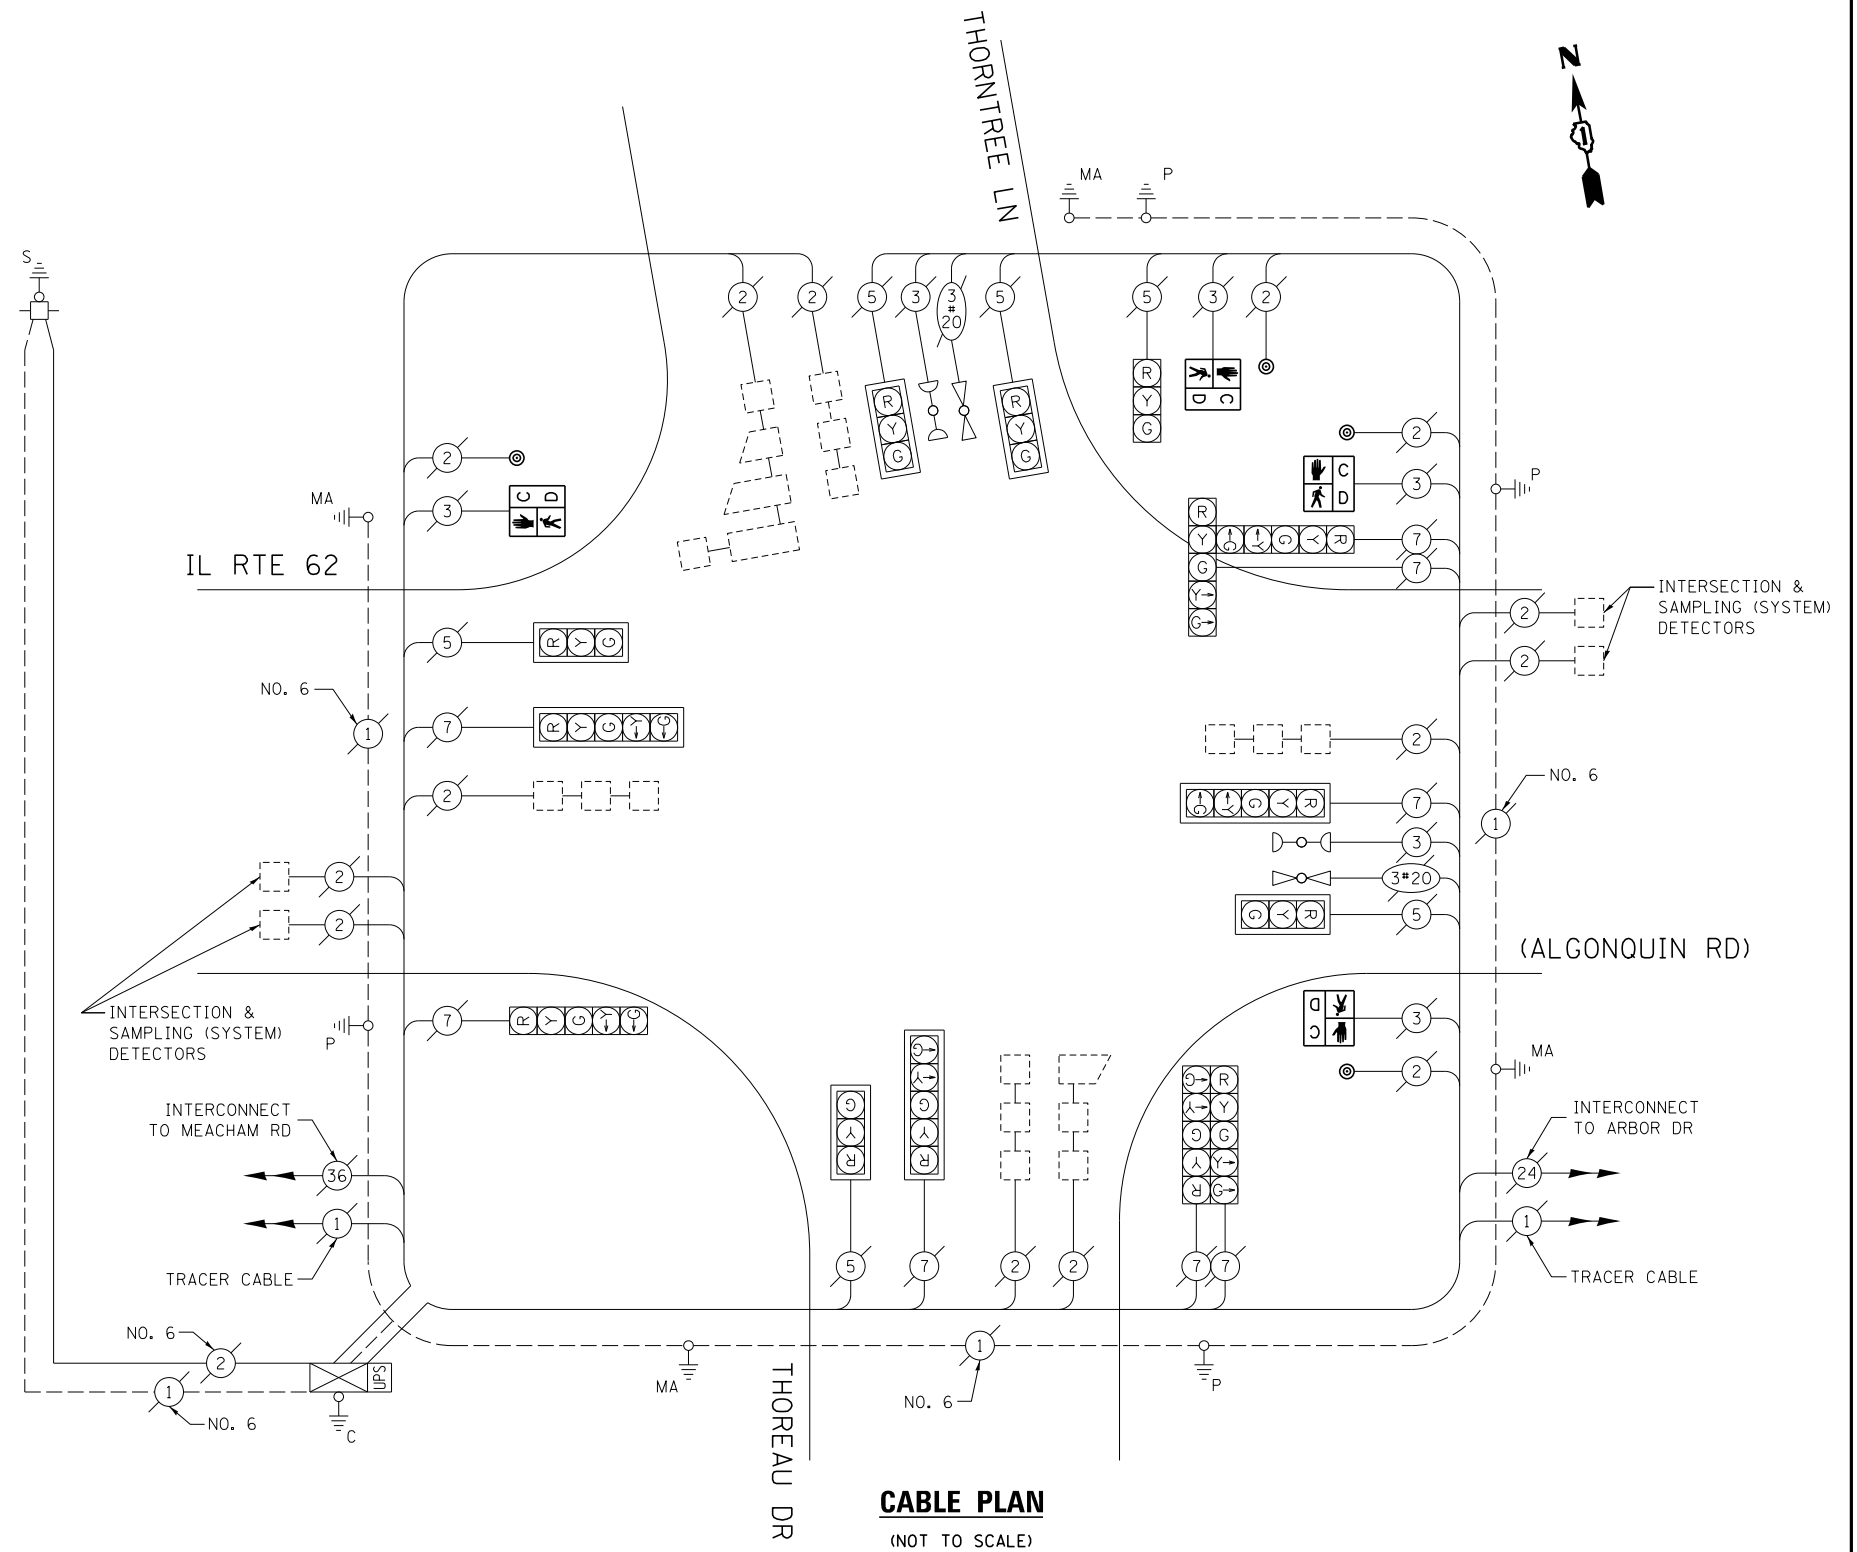 THORNTREE LN
N
1
MA
P
S
2
2
5
3
3
#
20
5
5
3
2
R
Y
G
R
Y
G
R
Y
G
D C
2
2
MA
3
C D
C
D
3
P
IL RTE 62
R
Y
G
Y
G
G Y G Y R
7
7
INTERSECTION &
SAMPLING (SYSTEM)
DETECTORS
2
2
5
R Y G
NO. 6
1
7
R Y G Y G
2
2
NO. 6
1
G Y G Y R
7
3
3#20
G Y R
5
2
2
(ALGONQUIN RD)
INTERSECTION &
SAMPLING (SYSTEM)
DETECTORS
P
7
R Y G Y G
D
C
3
MA
2
G
Y
R
G
Y
G
Y
R
G R
Y Y
G G
Y Y
R G
INTERCONNECT
TO MEACHAM RD
36
1
TRACER CABLE
INTERCONNECT
TO ARBOR DR
24
1
TRACER CABLE
5
7
2
2
7
7
NO. 6
2
1
NO. 6
UPS
C
MA
1
NO. 6
P
THOREAU DR
CABLE PLAN
(NOT TO SCALE)